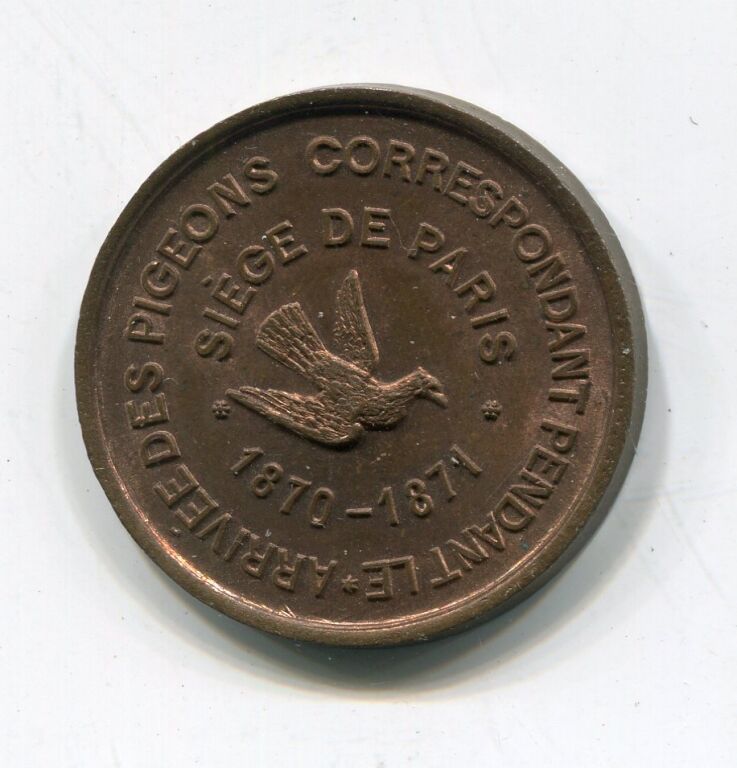 ARRIVÉE DES PIGEONS CORRESPONDANT PENDANT LE *
SIÈGE DE PARIS
* *
1870-1871